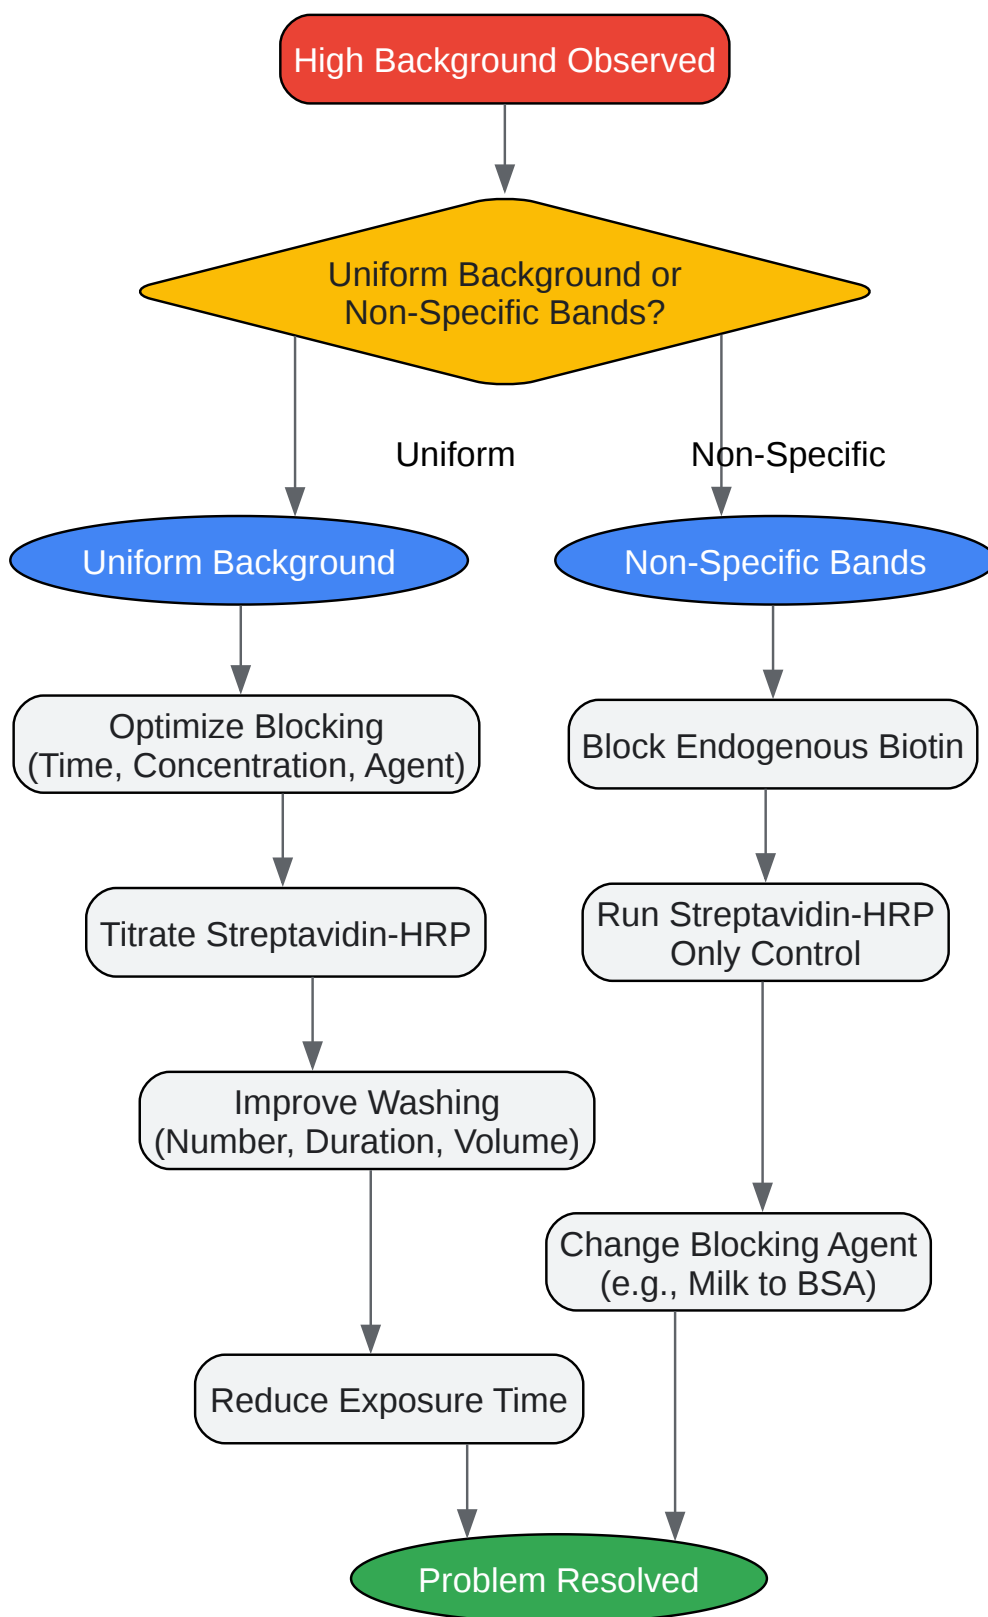 High Background Observed
Uniform Background or
Non-Specific Bands?
Uniform
Non-Specific
Uniform Background
Non-Specific Bands
Optimize Blocking
(Time, Concentration, Agent)
Block Endogenous Biotin
Titrate Streptavidin-HRP
Run Streptavidin-HRP
Only Control
Improve Washing
(Number, Duration, Volume)
Change Blocking Agent
(e.g., Milk to BSA)
Reduce Exposure Time
Problem Resolved